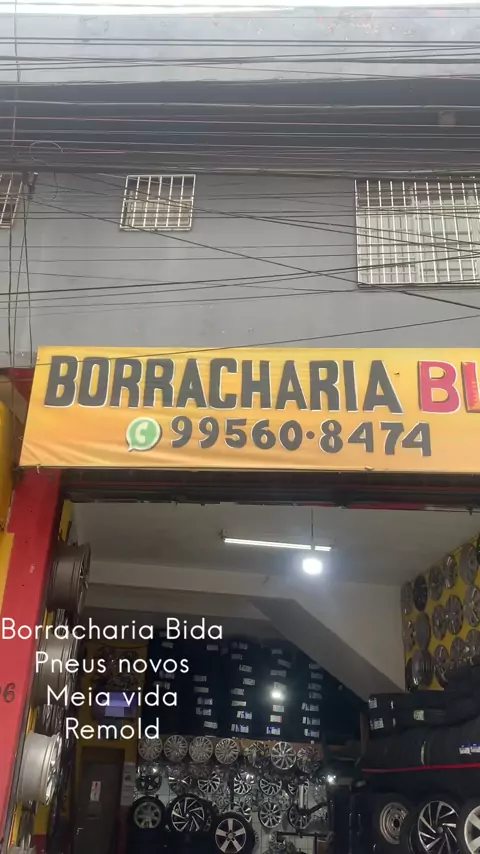 BORRACHARIA BI
99560-8474
Borracharia Bida
Pneus novos
Meia vida
Remold